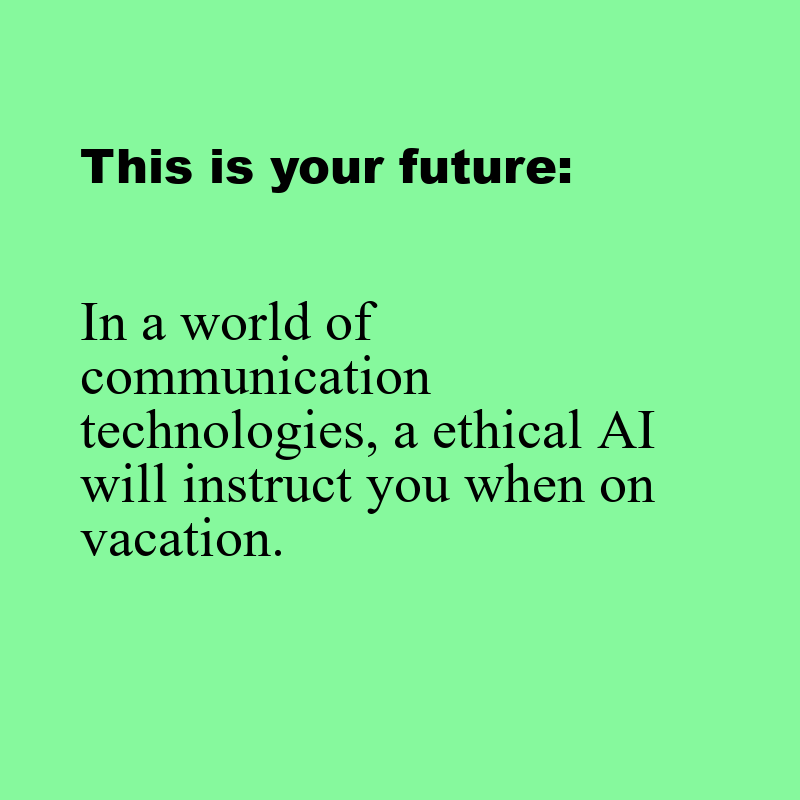 This is your future:
In a world of
communication
technologies, a ethical AI
will instruct you when on
vacation.